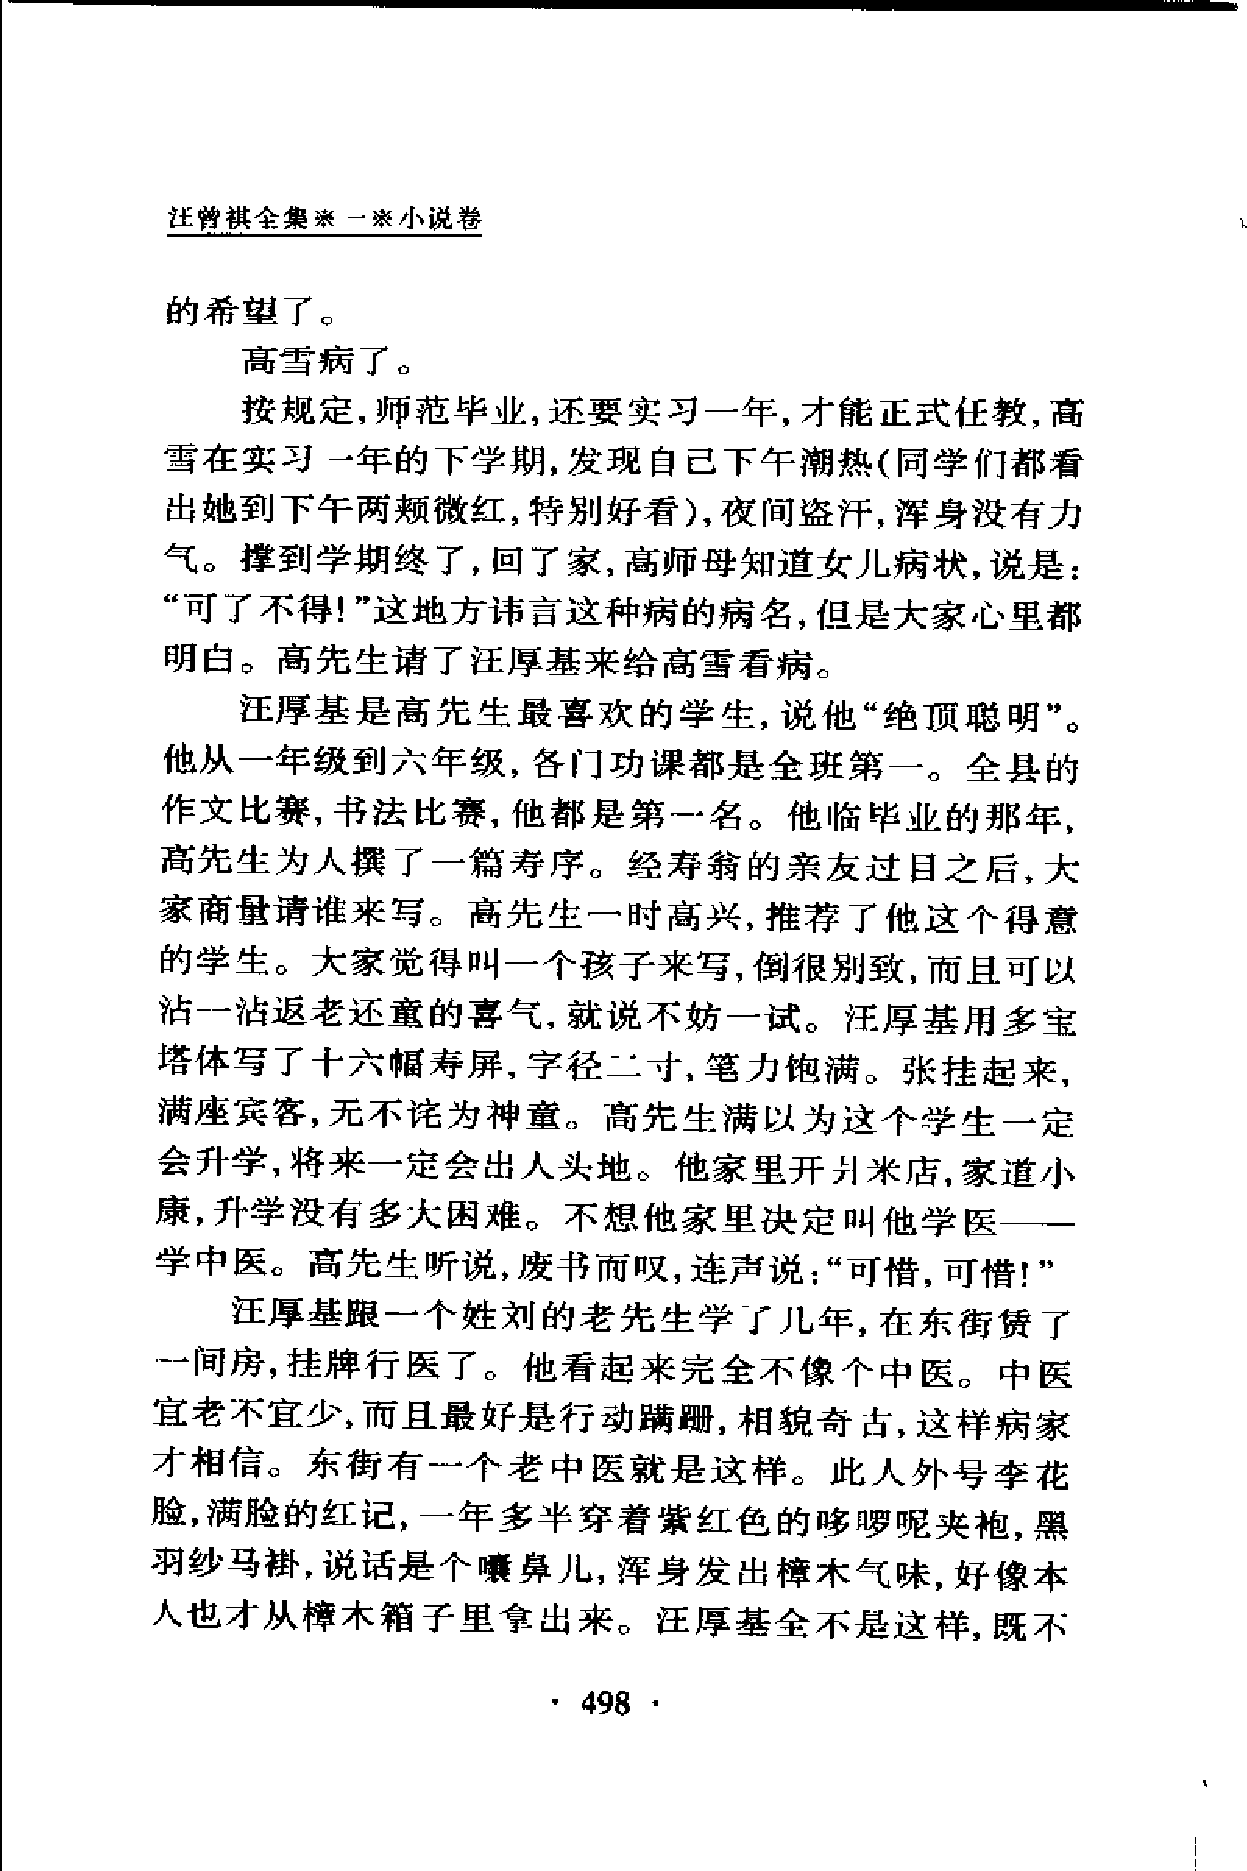 汪曾祺全集※一※小说卷
的希望了。
高雪病了。
按规定,师范毕业,还要实习一年,才能正式任教,高
雪在实习一年的下学期,发现自己下午潮热(同学们都看
出她到下午两颊微红,特别好看),夜间盗汗,浑身没有力
气。撑到学期终了,回了家,高师母知道女儿病状,说是:
“可了不得!”这地方讳言这种病的病名,但是大家心里都
明白。高先生请了汪厚基来给高雪看病。
汪厚基是高先生最喜欢的学生,说他“绝顶聪明”。
他从一年级到六年级,各门功课都是全班第一。全县的
作文比赛,书法比赛,他都是第一名。他临毕业的那年,
高先生为人撰了一篇寿序。经寿翁的亲友过目之后,大
家商量请谁来写。高先生一时高兴,推荐了他这个得意
的学生。大家觉得叫一个孩子来写,倒很别致,而且可以
沾一沾返老还童的喜气,就说不妨一试。汪厚基用多宝
塔体写了十六幅寿屏,字径二寸,笔力饱满。张挂起来,
满座宾客,无不诧为神童。高先生满以为这个学生一定
会升学,将来一定会出人头地。他家里开爿米店,家道小
康,升学没有多大困难。不想他家里决定叫他学医——
学中医。高先生听说,废书而叹,连声说:“可惜,可惜!”
汪厚基跟一个姓刘的老先生学了几年,在东街赁了
一间房,挂牌行医了。他看起来完全不像个中医。中医
宜老不宜少,而且最好是行动蹒跚,相貌奇古,这样病家
才相信。东街有一个老中医就是这样。此人外号李花
脸,满脸的红记,一年多半穿着紫红色的哆啰呢夹袍,黑
羽纱马褂,说话是个囔鼻儿,浑身发出樟木气味,好像本
人也才从樟木箱子里拿出来。汪厚基全不是这样,既不
· 498 ·